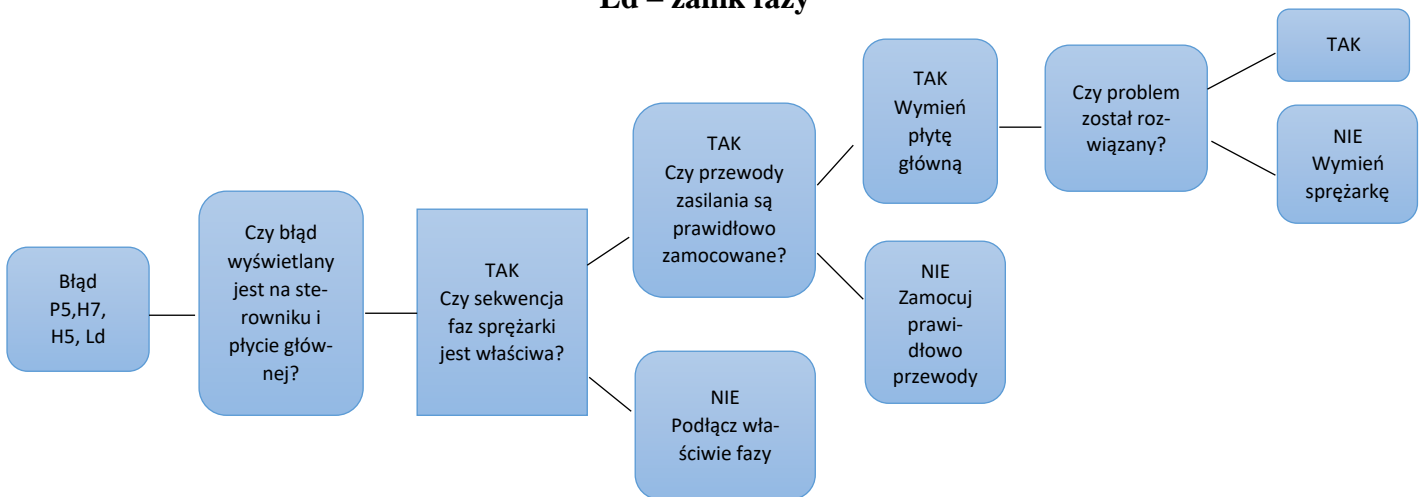 Ld – zanik fazy
Błąd
P5,H7,
H5, Ld
Czy błąd
wyświetlany
jest na ste-
rowniku i
płycie głów-
nej?
TAK
Czy sekwencja
faz sprężarki
jest właściwa?
TAK
Czy przewody
zasilania są
prawidłowo
zamocowane?
NIE
Podłącz wła-
ściwie fazy
TAK
Wymień
płytę
główną
NIE
Zamocuj
prawi-
dłowo
przewody
Czy problem
został roz-
wiązany?
TAK
NIE
Wymień
sprężarkę